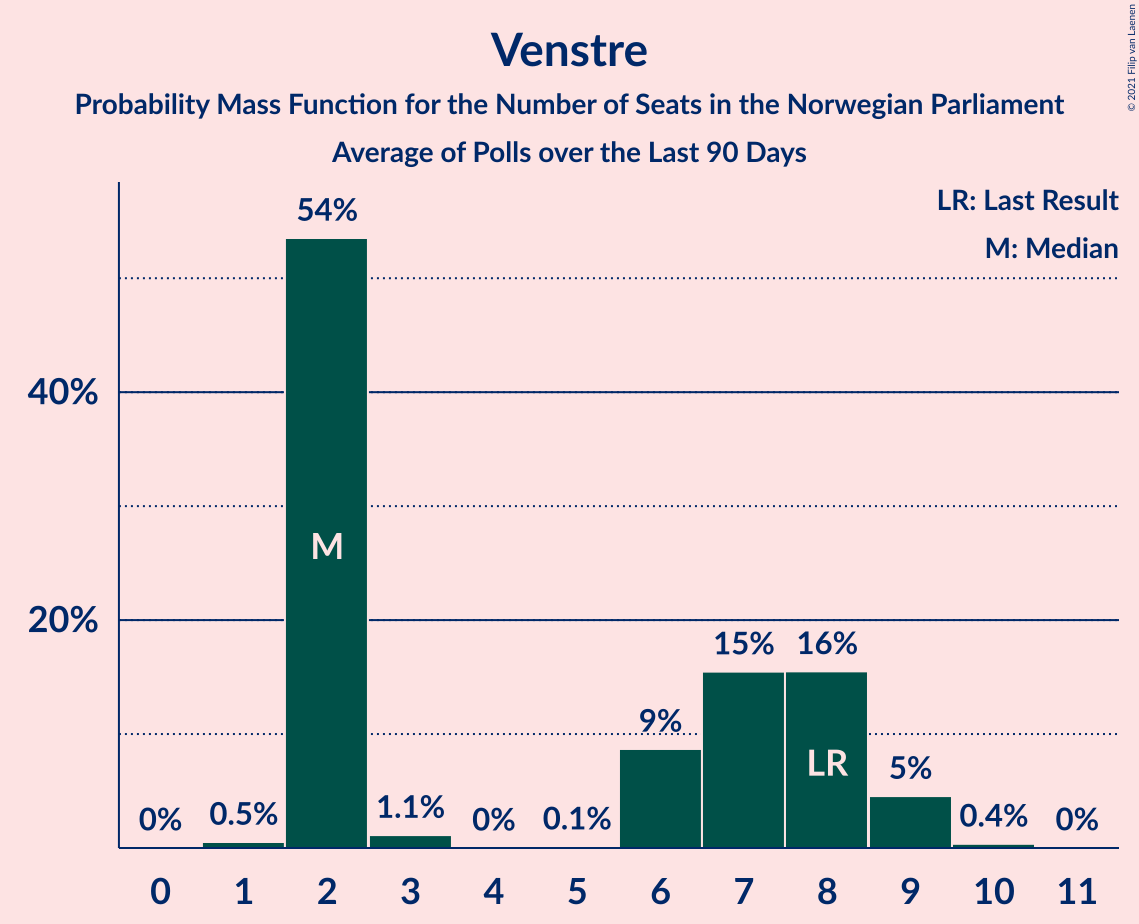 Venstre
Probability Mass Function for the Number of Seats in the Norwegian Parliament
Average of Polls over the Last 90 Days
© 2021 Filip van Laenen
LR: Last Result
M: Median
54%
40%
M
20%
15% 16%
9%
LR
5%
0% 0.5% 1.1% 0% 0.1% 0.4% 0%
0 1 2 3 4 5 6 7 8 9 10 11